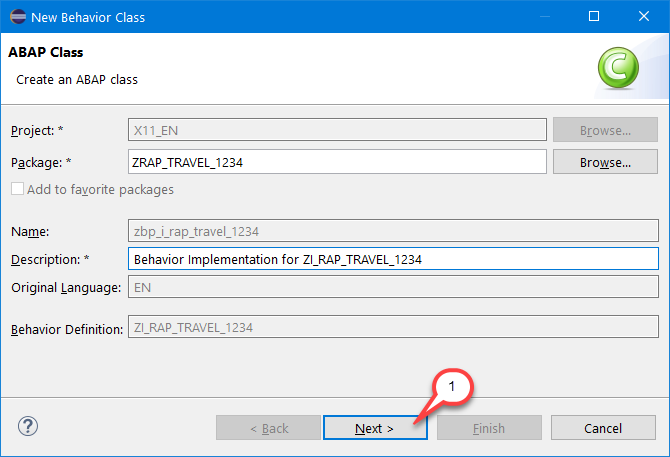 New Behavior Class
ABAP Class
Create an ABAP class
C
Project: * X11_EN Browse...
Package: * ZRAP_TRAVEL_1234 Browse...
Add to favorite packages
Name: zbp_i_rap_travel_1234
Description: * Behavior Implementation for ZI_RAP_TRAVEL_1234
Original Language: EN
Behavior Definition: ZI_RAP_TRAVEL_1234
1
? < Back Next > Finish Cancel